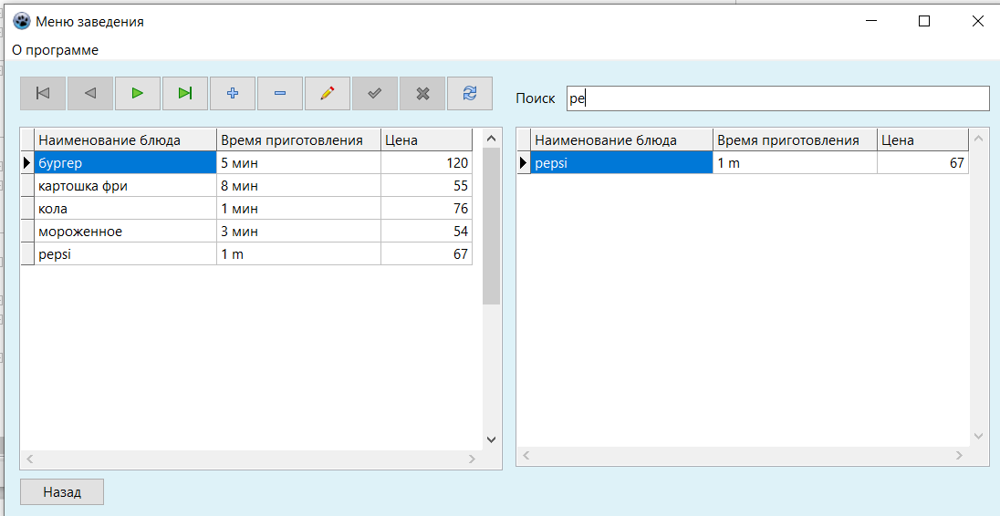 Меню заведения
О программе
Поиск ре
Наименование блюда Время приготовления Цена
бургер 5 мин 120
картошка фри 8 мин 55
кола 1 мин 76
мороженное 3 мин 54
pepsi 1 m 67
Наименование блюда Время приготовления Цена
pepsi 1 m 67
Назад